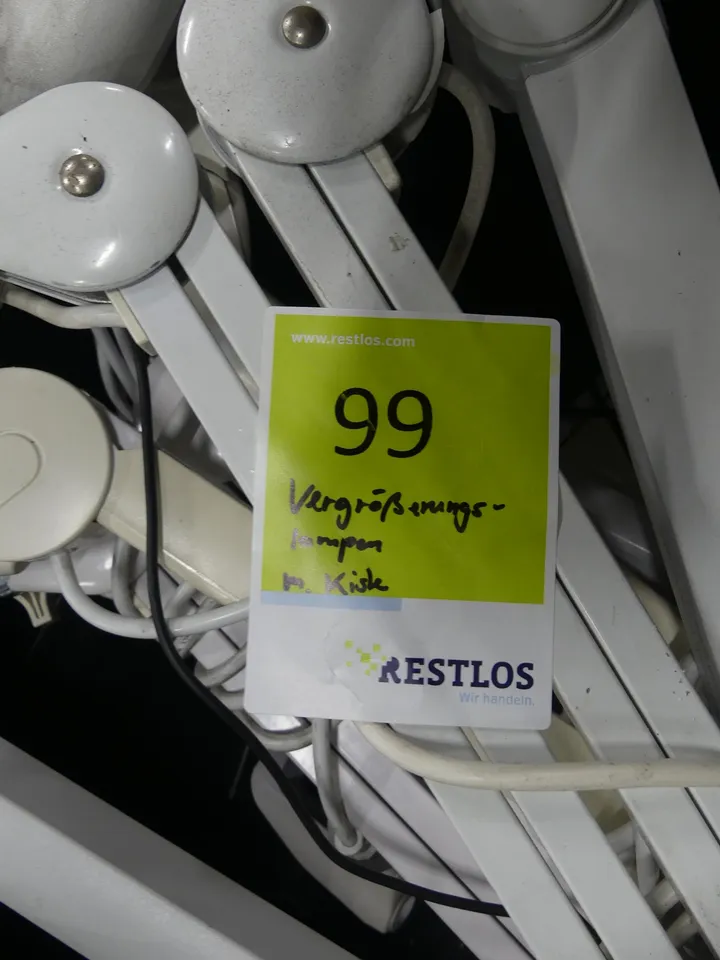 www.restlos.com
99
Vergrößerungs-
lampen
m. Kiste
RESTLOS
Wir handeln.